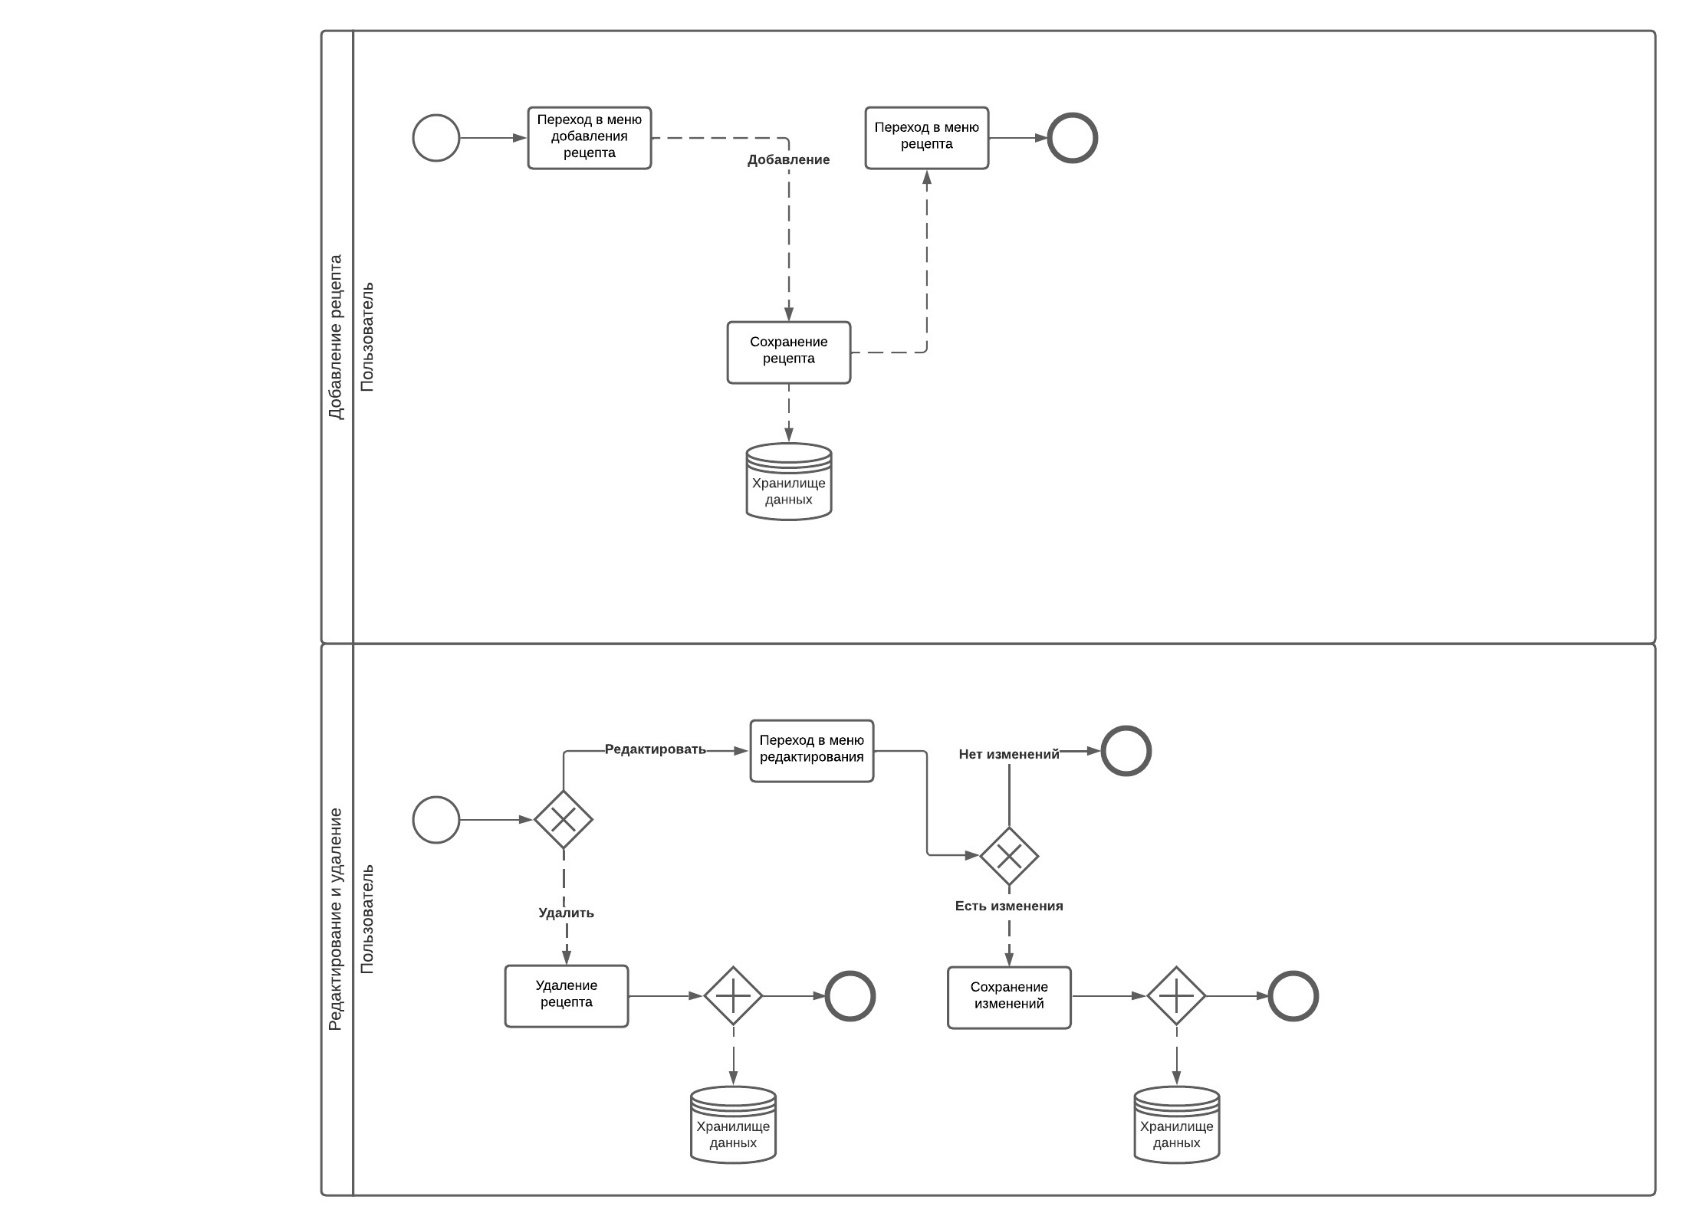 Добавление рецепта
Пользователь
Переход в меню
добавления
рецепта
Переход в меню
рецепта
Добавление
Сохранение
рецепта
Хранилище
данных
Редактирование и удаление
Пользователь
Редактировать
Переход в меню
редактирования
Нет изменений
Удалить
Есть изменения
Удаление
рецепта
Сохранение
изменений
Хранилище
данных
Хранилище
данных